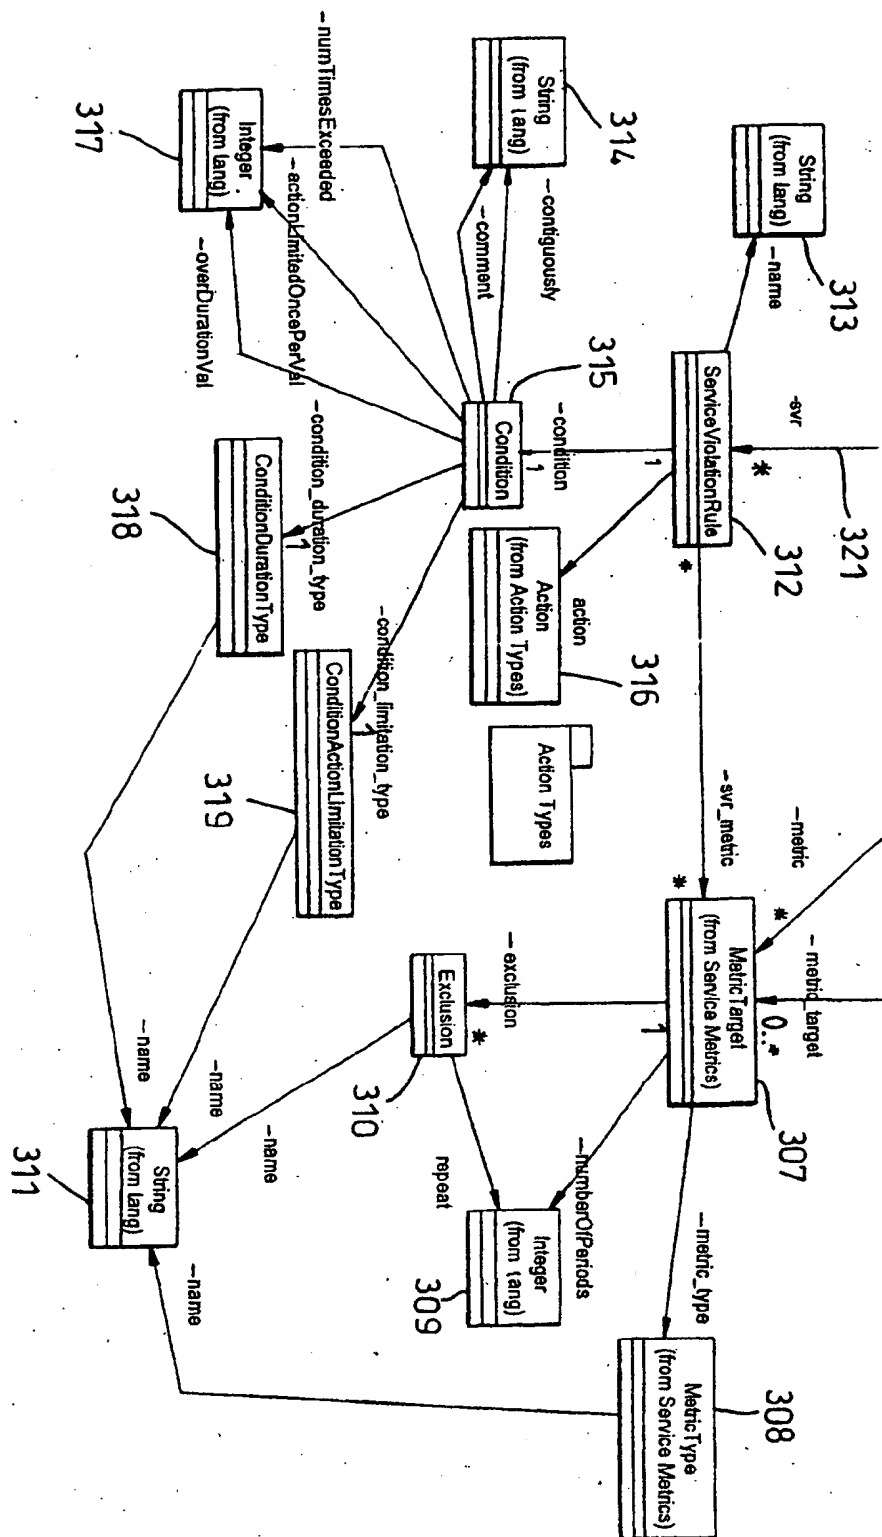 321
-svr
*
ServiceViolationRule
312
1
*
String
(from lang)
313
-name
-condition
1
Condition
315
String
(from lang)
314
-contiguously
-comment
-numTimesExceeded
-actionLimitedOncePerVal
-overDurationVal
Integer
(from lang)
317
action
Action
(from Action Types)
316
Action Types
-condition_duration_type
1
ConditionDurationType
318
-condition_limitation_type
1
ConditionActionLimitationType
319
-svr_metric
*
-metric
*
-metric_target
0..*
MetricTarget
(from Service Metrics)
307
1
-exclusion
*
Exclusion
310
-numberOfPeriods
repeat
Integer
(from lang)
309
-metric_type
MetricType
(from Service Metrics)
308
-name
-name
-name
-name
String
(from lang)
311